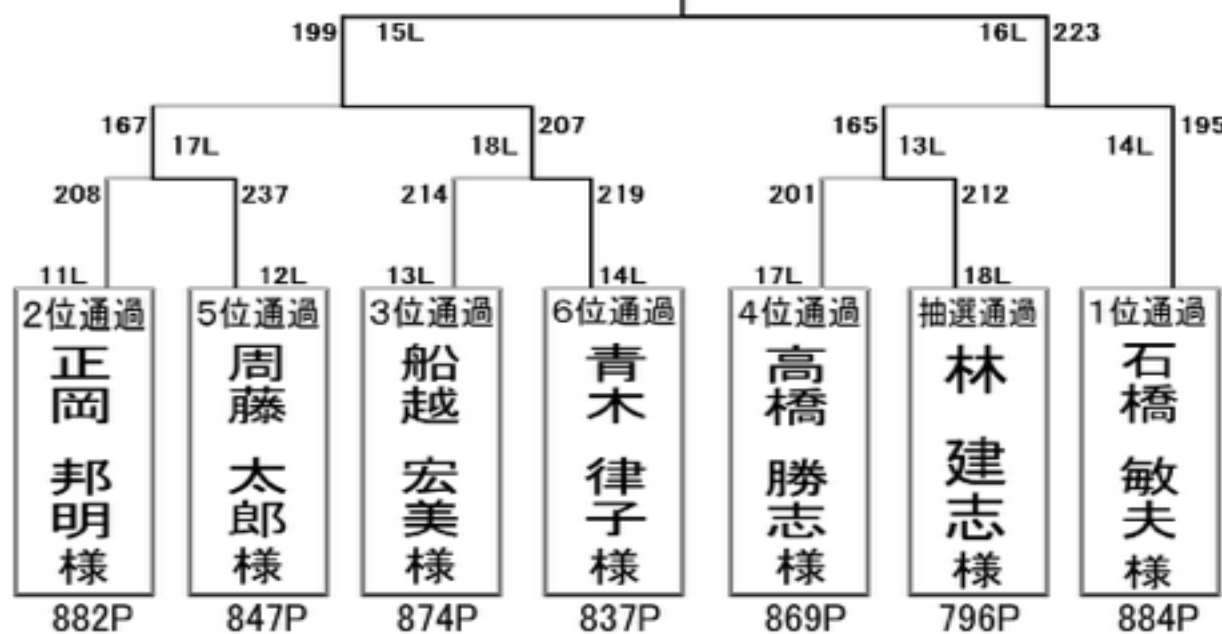 199 15L 16L 223
167 17L 18L 207 165 13L 14L 195
208 237 214 219 201 212
11L 12L 13L 14L 17L 18L
2位通過 5位通過 3位通過 6位通過 4位通過 抽選通過 1位通過
正岡 邦明 様
周藤 太郎 様
船越 宏美 様
青木 律子 様
高橋 勝志 様
林 建志 様
石橋 敏夫 様
882P 847P 874P 837P 869P 796P 884P